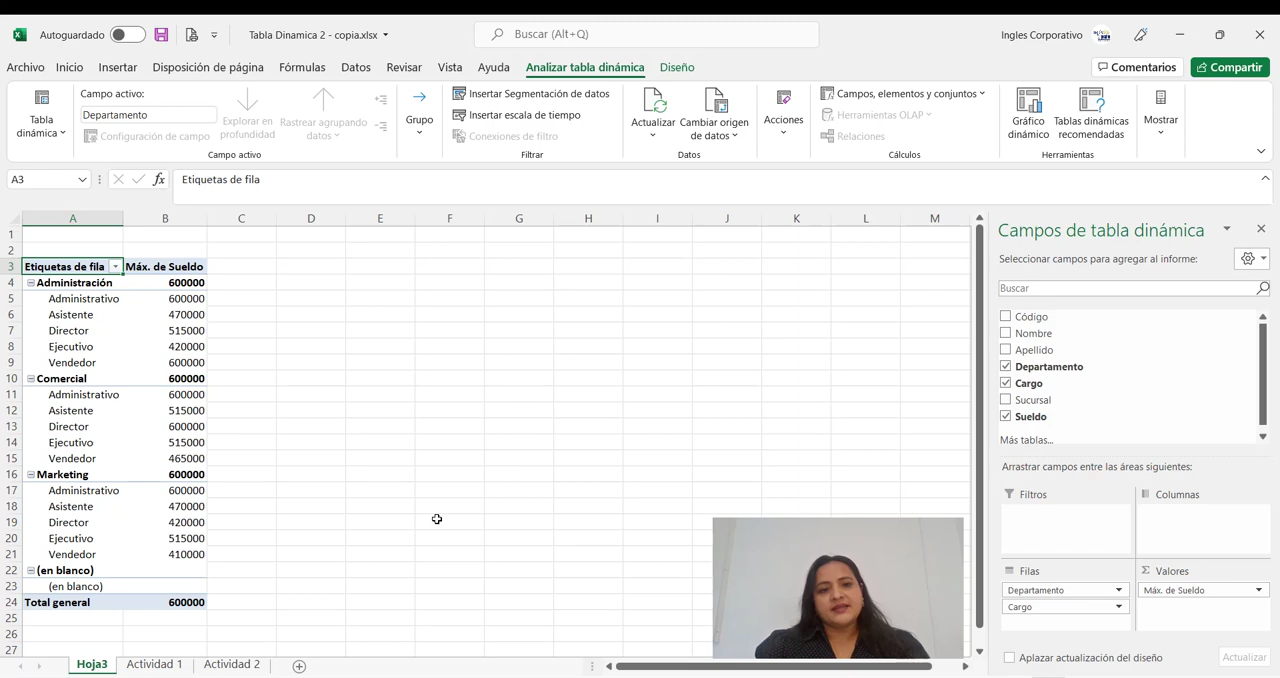 Autoguardado
Tabla Dinamica 2 - copia.xlsx
Buscar (Alt+Q)
Ingles Corporativo
Archivo Inicio Insertar Disposición de página Fórmulas Datos Revisar Vista Ayuda Analizar tabla dinámica Diseño
Comentarios Compartir
Tabla dinámica
Campo activo:
Departamento
Configuración de campo
Explorar en profundidad
Rastrear agrupando datos
Campo activo
Grupo
Insertar Segmentación de datos
Insertar escala de tiempo
Conexiones de filtro
Filtrar
Actualizar
Cambiar origen de datos
Datos
Acciones
Campos, elementos y conjuntos
Herramientas OLAP
Relaciones
Cálculos
Gráfico dinámico
Tablas dinámicas recomendadas
Herramientas
Mostrar
A3
fx
Etiquetas de fila
A B C D E F G H I J K L M
1
2
3 Etiquetas de fila Máx. de Sueldo
4 Administración 600000
5 Administrativo 600000
6 Asistente 470000
7 Director 515000
8 Ejecutivo 420000
9 Vendedor 600000
10 Comercial 600000
11 Administrativo 600000
12 Asistente 515000
13 Director 600000
14 Ejecutivo 515000
15 Vendedor 465000
16 Marketing 600000
17 Administrativo 600000
18 Asistente 470000
19 Director 420000
20 Ejecutivo 515000
21 Vendedor 410000
22 (en blanco)
23 (en blanco)
24 Total general 600000
25
26
27
Hoja3 Actividad 1 Actividad 2
Campos de tabla dinámica
Seleccionar campos para agregar al informe:
Buscar
Código
Nombre
Apellido
Departamento
Cargo
Sucursal
Sueldo
Más tablas...
Arrastrar campos entre las áreas siguientes:
Filtros
Columnas
Filas
Departamento
Cargo
Σ Valores
Máx. de Sueldo
Aplazar actualización del diseño
Actualizar